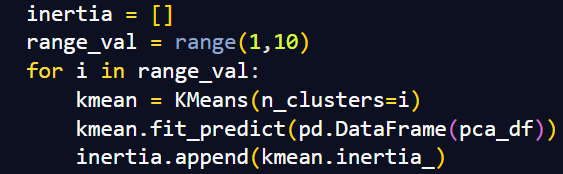 inertia = []
range_val = range(1,10)
for i in range_val:
    kmean = KMeans(n_clusters=i)
    kmean.fit_predict(pd.DataFrame(pca_df))
    inertia.append(kmean.inertia_)